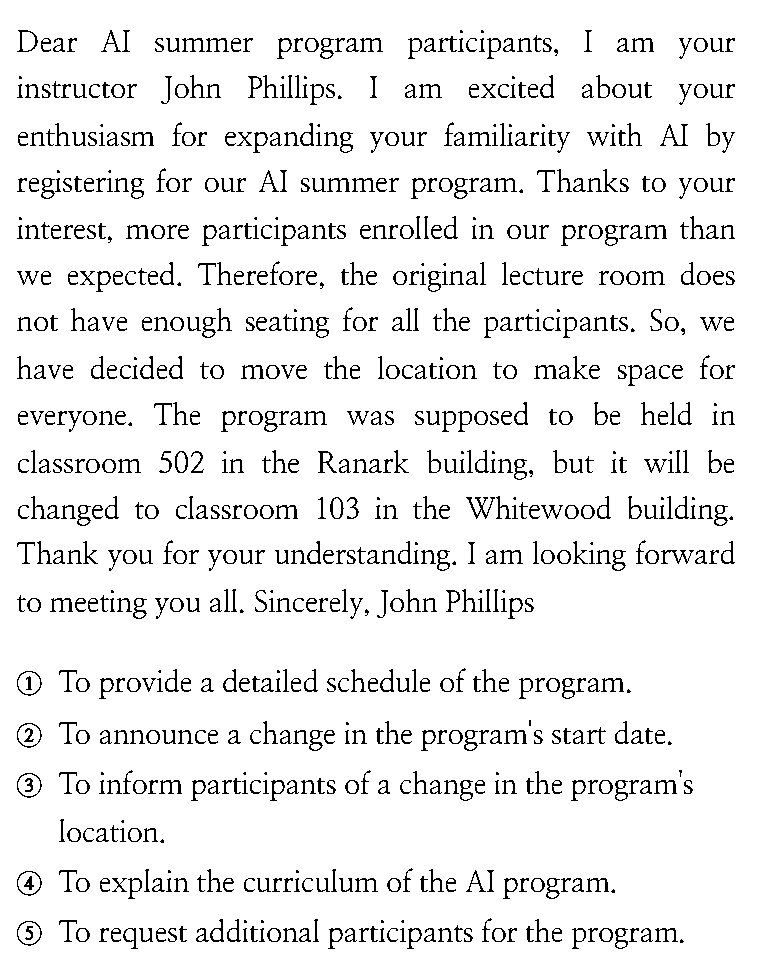 Dear AI summer program participants, I am your
instructor John Phillips. I am excited about your
enthusiasm for expanding your familiarity with AI by
registering for our AI summer program. Thanks to your
interest, more participants enrolled in our program than
we expected. Therefore, the original lecture room does
not have enough seating for all the participants. So, we
have decided to move the location to make space for
everyone. The program was supposed to be held in
classroom 502 in the Ranark building, but it will be
changed to classroom 103 in the Whitewood building.
Thank you for your understanding. I am looking forward
to meeting you all. Sincerely, John Phillips
① To provide a detailed schedule of the program.
② To announce a change in the program's start date.
③ To inform participants of a change in the program's
location.
④ To explain the curriculum of the AI program.
⑤ To request additional participants for the program.